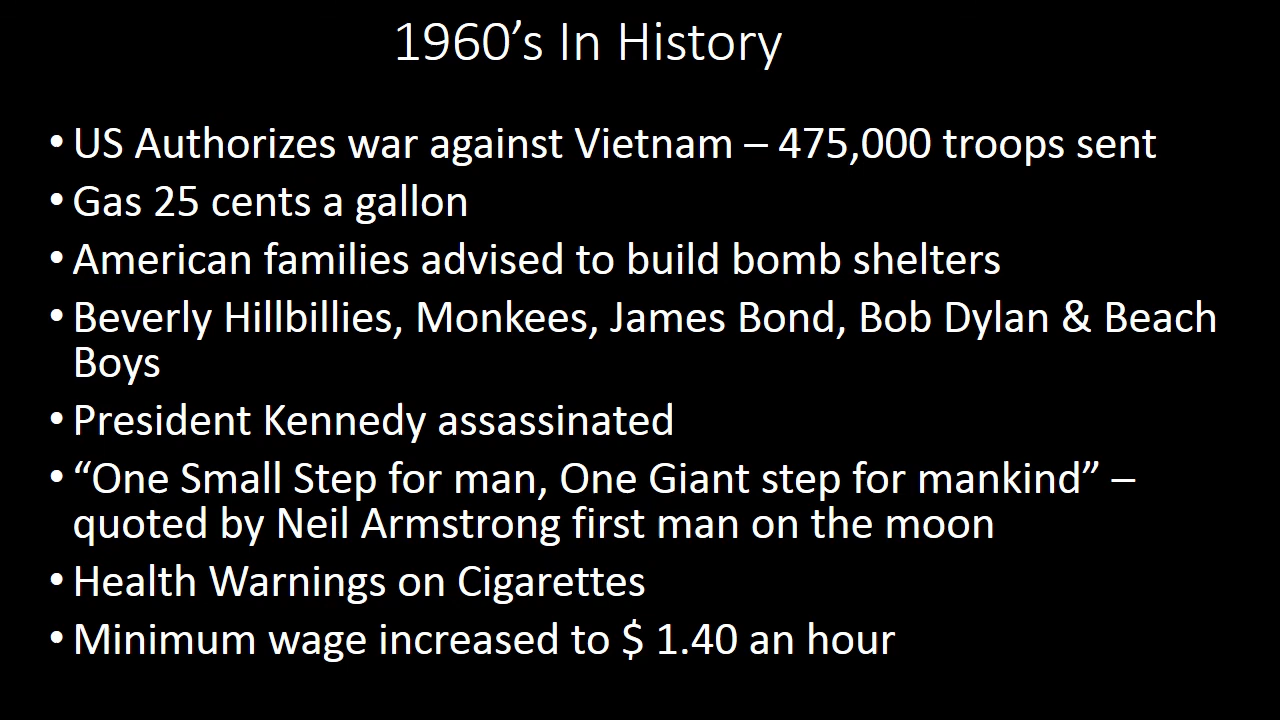 1960’s In History
• US Authorizes war against Vietnam – 475,000 troops sent
• Gas 25 cents a gallon
• American families advised to build bomb shelters
• Beverly Hillbillies, Monkees, James Bond, Bob Dylan & Beach
Boys
• President Kennedy assassinated
• “One Small Step for man, One Giant step for mankind” –
quoted by Neil Armstrong first man on the moon
• Health Warnings on Cigarettes
• Minimum wage increased to $ 1.40 an hour